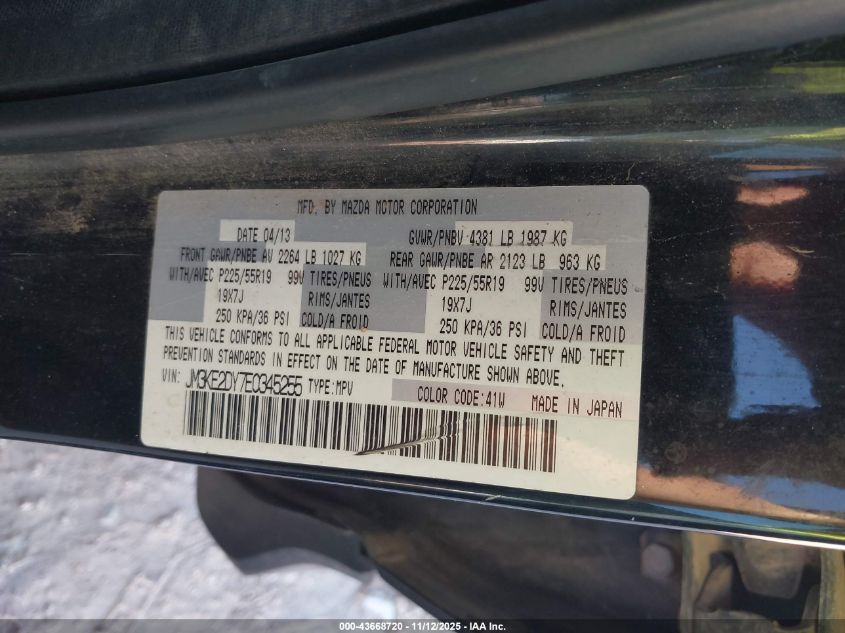 MFD. BY MAZDA MOTOR CORPORATION
DATE 04/13 GVWR/PNBV 4381 LB 1987 KG
FRONT GAWR/PNBE AV 2264 LB 1027 KG REAR GAWR/PNBE AR 2123 LB 963 KG
WITH/AVEC P225/55R19 99V TIRES/PNEUS WITH/AVEC P225/55R19 99V TIRES/PNEUS
19X7J RIMS/JANTES 19X7J RIMS/JANTES
250 KPA/36 PSI COLD/A FROID 250 KPA/36 PSI COLD/A FROID
THIS VEHICLE CONFORMS TO ALL APPLICABLE FEDERAL MOTOR VEHICLE SAFETY AND THEFT
PREVENTION STANDARDS IN EFFECT ON THE DATE OF MANUFACTURE SHOWN ABOVE.
VIN: JM3KE2DY7E0345255 TYPE:MPV COLOR CODE:41W MADE IN JAPAN
000-43668720 - 11/12/2025 - IAA Inc.